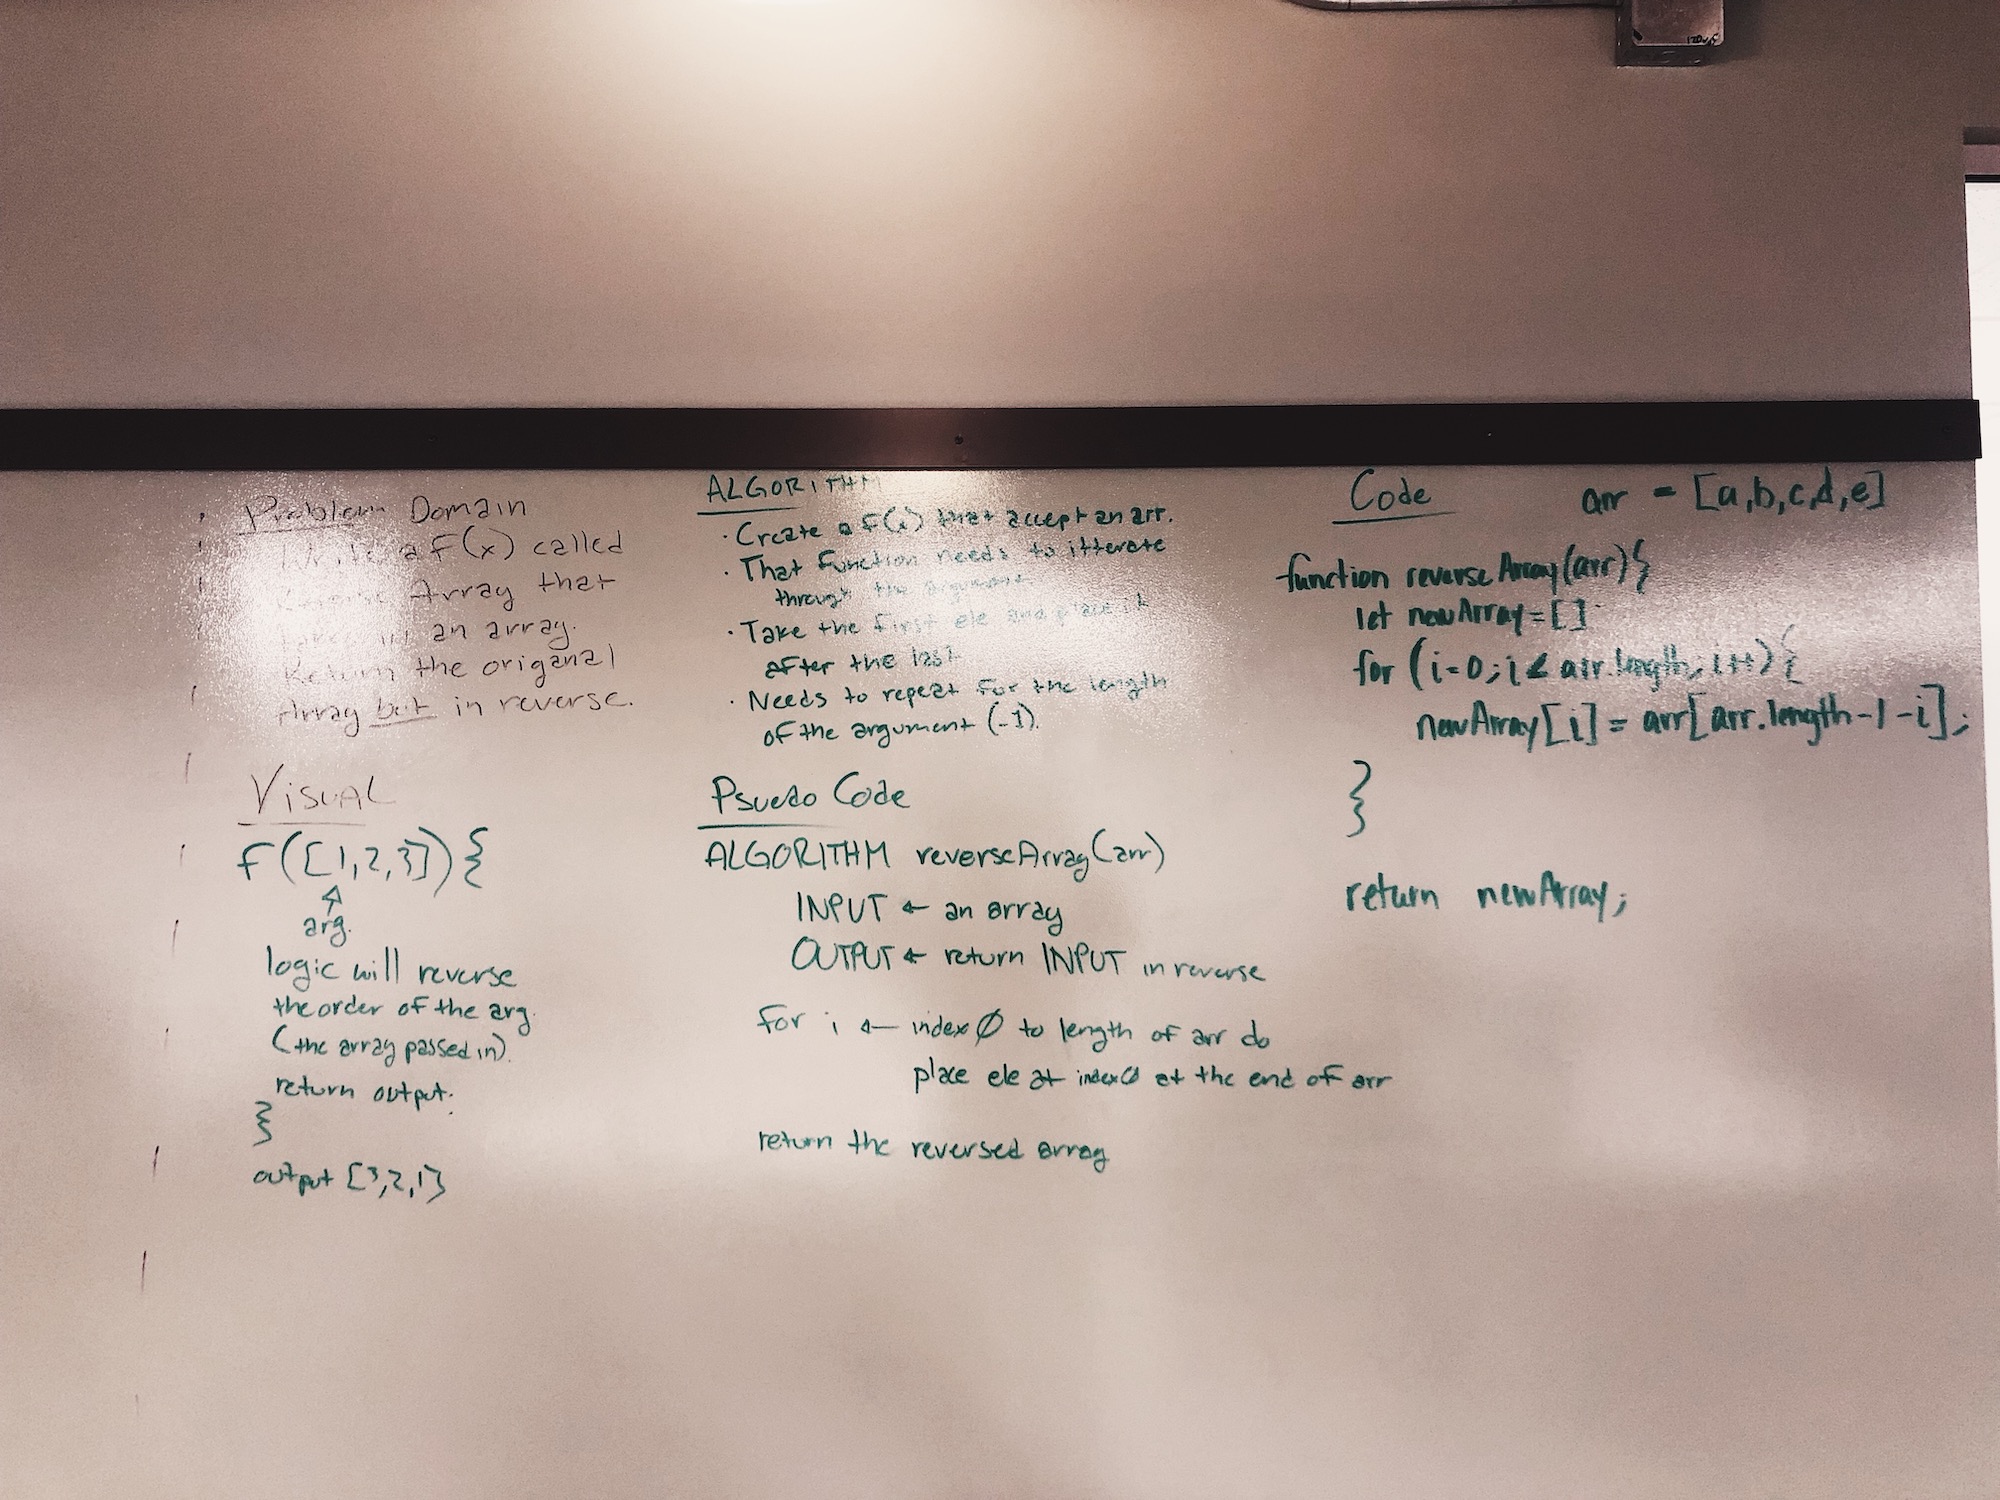 Problem Domain
Write a f(x) called
Reverse Array that
takes in an array.
Return the origanal
Array but in reverse.
VISUAL
f([1,2,3]){
arg.
logic will reverse
the order of the arg.
(the array passed in).
return output.
}
output [3,2,1]
ALGORITHM
· Create a f(x) that accept an arr.
· That function needs to itterate
through the argument
· Take the first ele and place it
after the last
· Needs to repeat for the length
of the argument (-1).
Psuedo Code
ALGORITHM reverseArray(arr)
INPUT ← an array
OUTPUT ← return INPUT in reverse
for i ← index 0 to length of arr do
place ele at index 0 at the end of arr
return the reversed array
Code arr = [a,b,c,d,e]
function reverseArray(arr){
let newArray=[]
for (i=0; i < arr.length; i++){
newArray[i] = arr[arr.length-1-i];
}
return newArray;